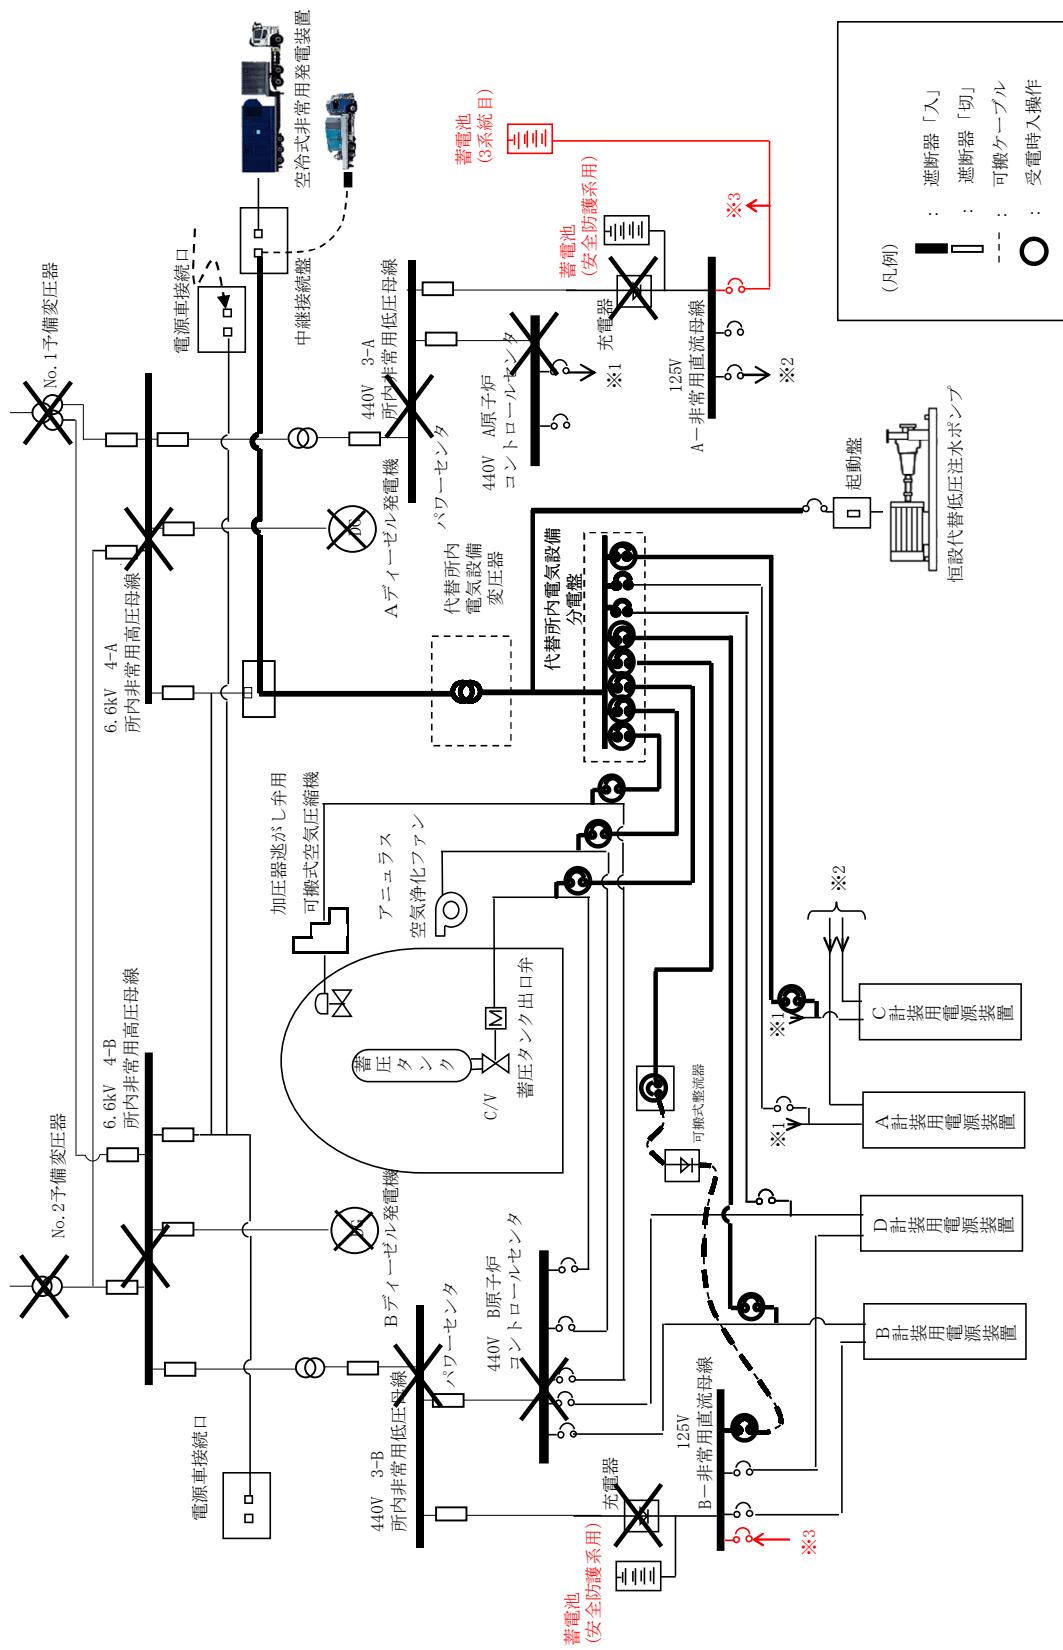 No.2予備変圧器
No.1予備変圧器
6.6kV 4-B
所内非常用高圧母線
6.6kV 4-A
所内非常用高圧母線
電源車接続口
電源車接続口
空冷式非常用発電装置
中継接続盤
DG
Bディーゼル発電機
DG
Aディーゼル発電機
加圧器逃がし弁用
可搬式空気圧縮機
アニュラス
空気浄化ファン
蓄圧タンク
M
蓄圧タンク出口弁
C/V
440V 3-B
所内非常用低圧母線
パワーセンタ
440V 3-A
所内非常用低圧母線
パワーセンタ
代替所内
電気設備
変圧器
440V B原子炉
コントロールセンタ
440V A原子炉
コントロールセンタ
※1
代替所内電気設備
分電盤
蓄電池
(安全防護系用)
充電器
蓄電池
(安全防護系用)
充電器
蓄電池
(3系統目)
125V
B－非常用直流母線
※3
125V
A－非常用直流母線
※2
※3
可搬式整流器
起動盤
恒設代替低圧注水ポンプ
※1
※1
※2
B計装用電源装置
D計装用電源装置
A計装用電源装置
C計装用電源装置
(凡例)
： 遮断器「入」
： 遮断器「切」
： 可搬ケーブル
： 受電時入操作